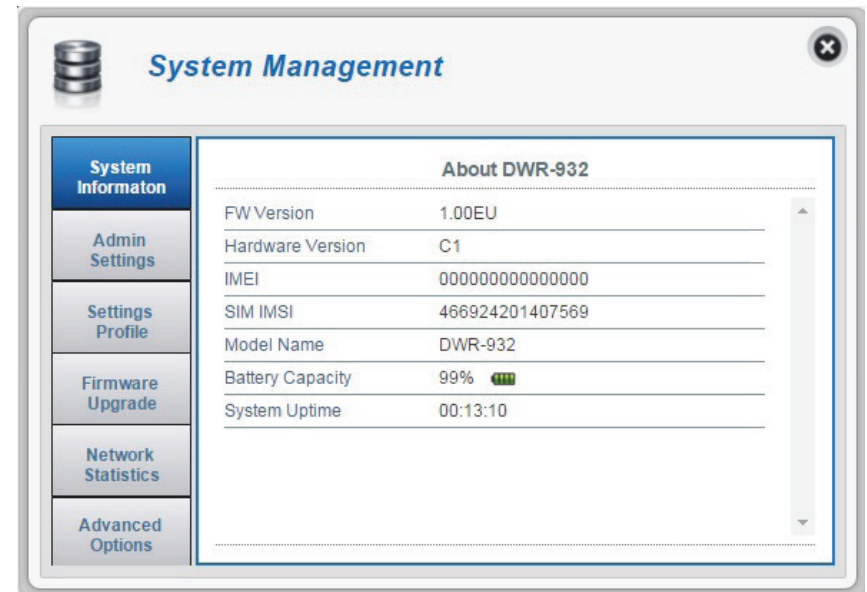 System Management
System
Informaton
Admin
Settings
Settings
Profile
Firmware
Upgrade
Network
Statistics
Advanced
Options
About DWR-932
FW Version 1.00EU
Hardware Version C1
IMEI 000000000000000
SIM IMSI 466924201407569
Model Name DWR-932
Battery Capacity 99%
System Uptime 00:13:10